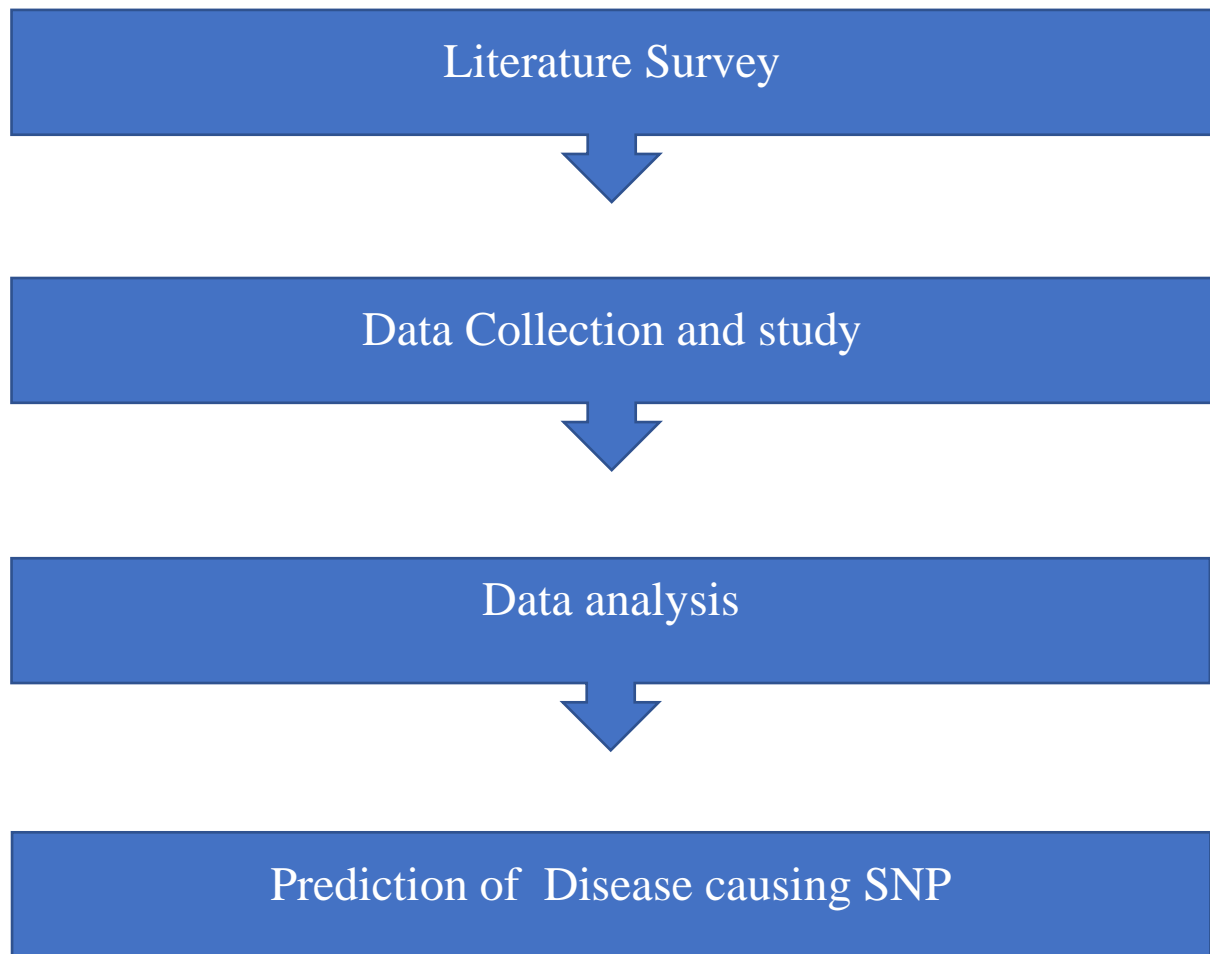 Literature Survey
Data Collection and study
Data analysis
Prediction of  Disease causing SNP